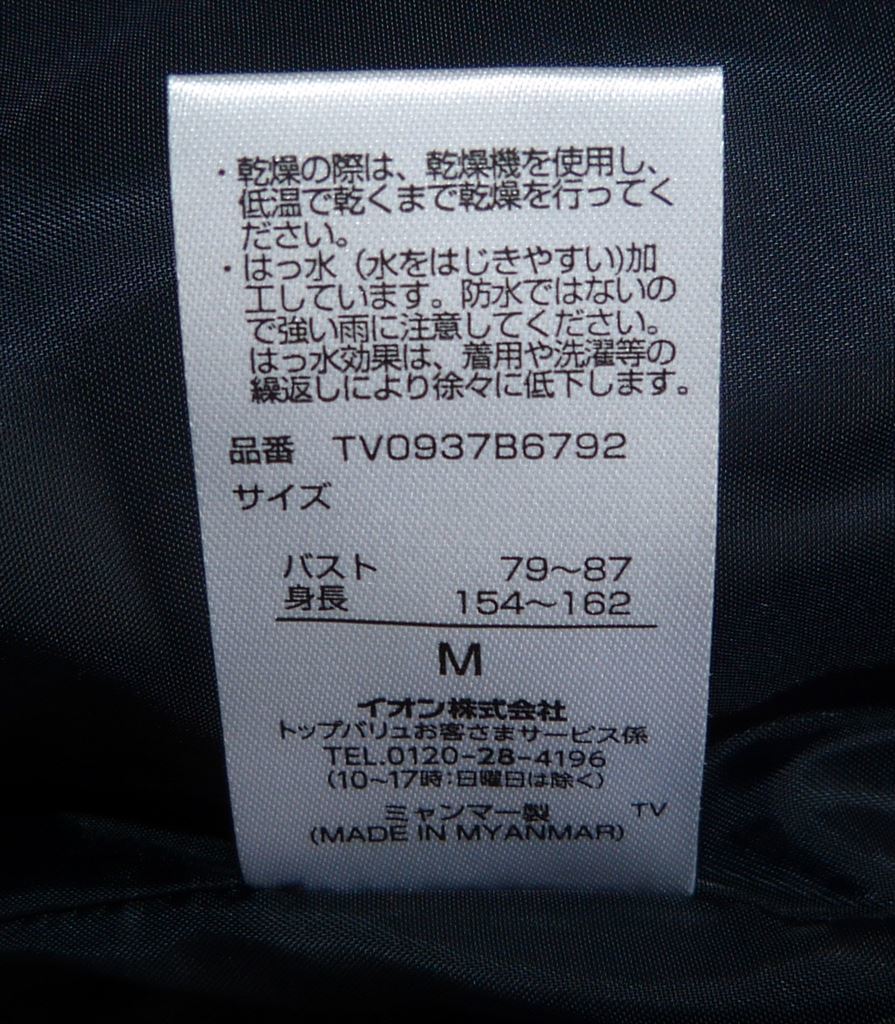 ・乾燥の際は、乾燥機を使用し、
低温で乾くまで乾燥を行ってく
ださい。
・はっ水（水をはじきやすい)加
工しています。防水ではないの
で強い雨に注意してください。
はっ水効果は、着用や洗濯等の
繰返しにより徐々に低下します。
品番 TV0937B6792
サイズ
バスト 79～87
身長 154～162
M
イオン株式会社
トップバリュお客さまサービス係
TEL.0120-28-4196
(10～17時:日曜日は除く)
ミャンマー製 TV
(MADE IN MYANMAR)